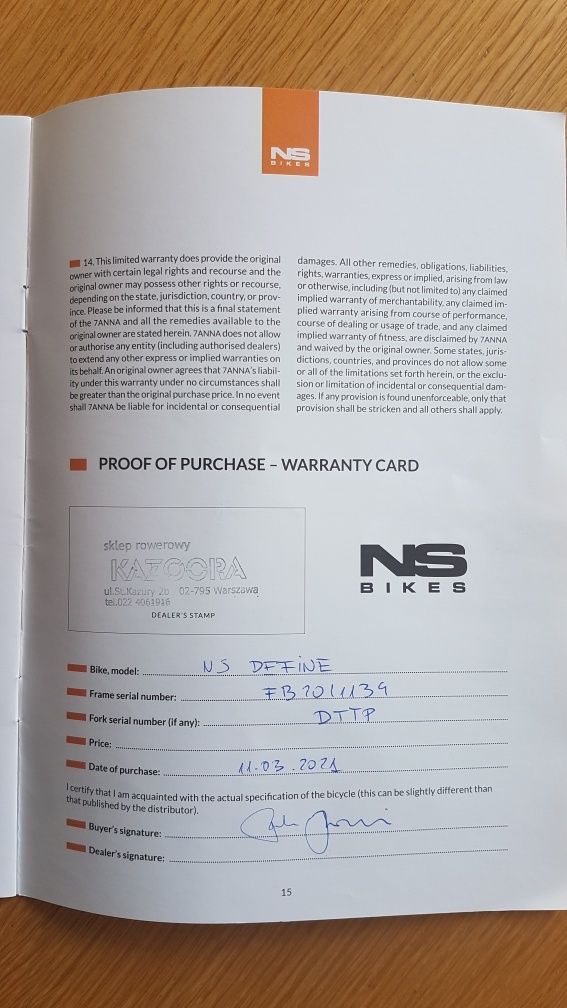 NS
BIKES
14. This limited warranty does provide the original
owner with certain legal rights and recourse and the
original owner may possess other rights or recourse,
depending on the state, jurisdiction, country, or prov-
ince. Please be informed that this is a final statement
of the 7ANNA and all the remedies available to the
original owner are stated herein. 7ANNA does not allow
or authorise any entity (including authorised dealers)
to extend any other express or implied warranties on
its behalf. An original owner agrees that 7ANNA's liabil-
ity under this warranty under no circumstances shall
be greater than the original purchase price. In no event
shall 7ANNA be liable for incidental or consequential
damages. All other remedies, obligations, liabilities,
rights, warranties, express or implied, arising from law
or otherwise, including (but not limited to) any claimed
implied warranty of merchantability, any claimed im-
plied warranty arising from course of performance,
course of dealing or usage of trade, and any claimed
implied warranty of fitness, are disclaimed by 7ANNA
and waived by the original owner. Some states, juris-
dictions, countries, and provinces do not allow some
or all of the limitations set forth herein, or the exclu-
sion or limitation of incidental or consequential dam-
ages. If any provision is found unenforceable, only that
provision shall be stricken and all others shall apply.
PROOF OF PURCHASE – WARRANTY CARD
sklep rowerowy
KAZOORA
ul.St.Kazury 2b 02-795 Warszawa
tel.022 4061916
DEALER'S STAMP
NS
BIKES
Bike, model: NS DEFINE
Frame serial number: FB2011139
Fork serial number (if any): DTTP
Price:
Date of purchase: 11.03.2021
I certify that I am acquainted with the actual specification of the bicycle (this can be slightly different than
that published by the distributor).
Buyer's signature:
Dealer's signature:
15